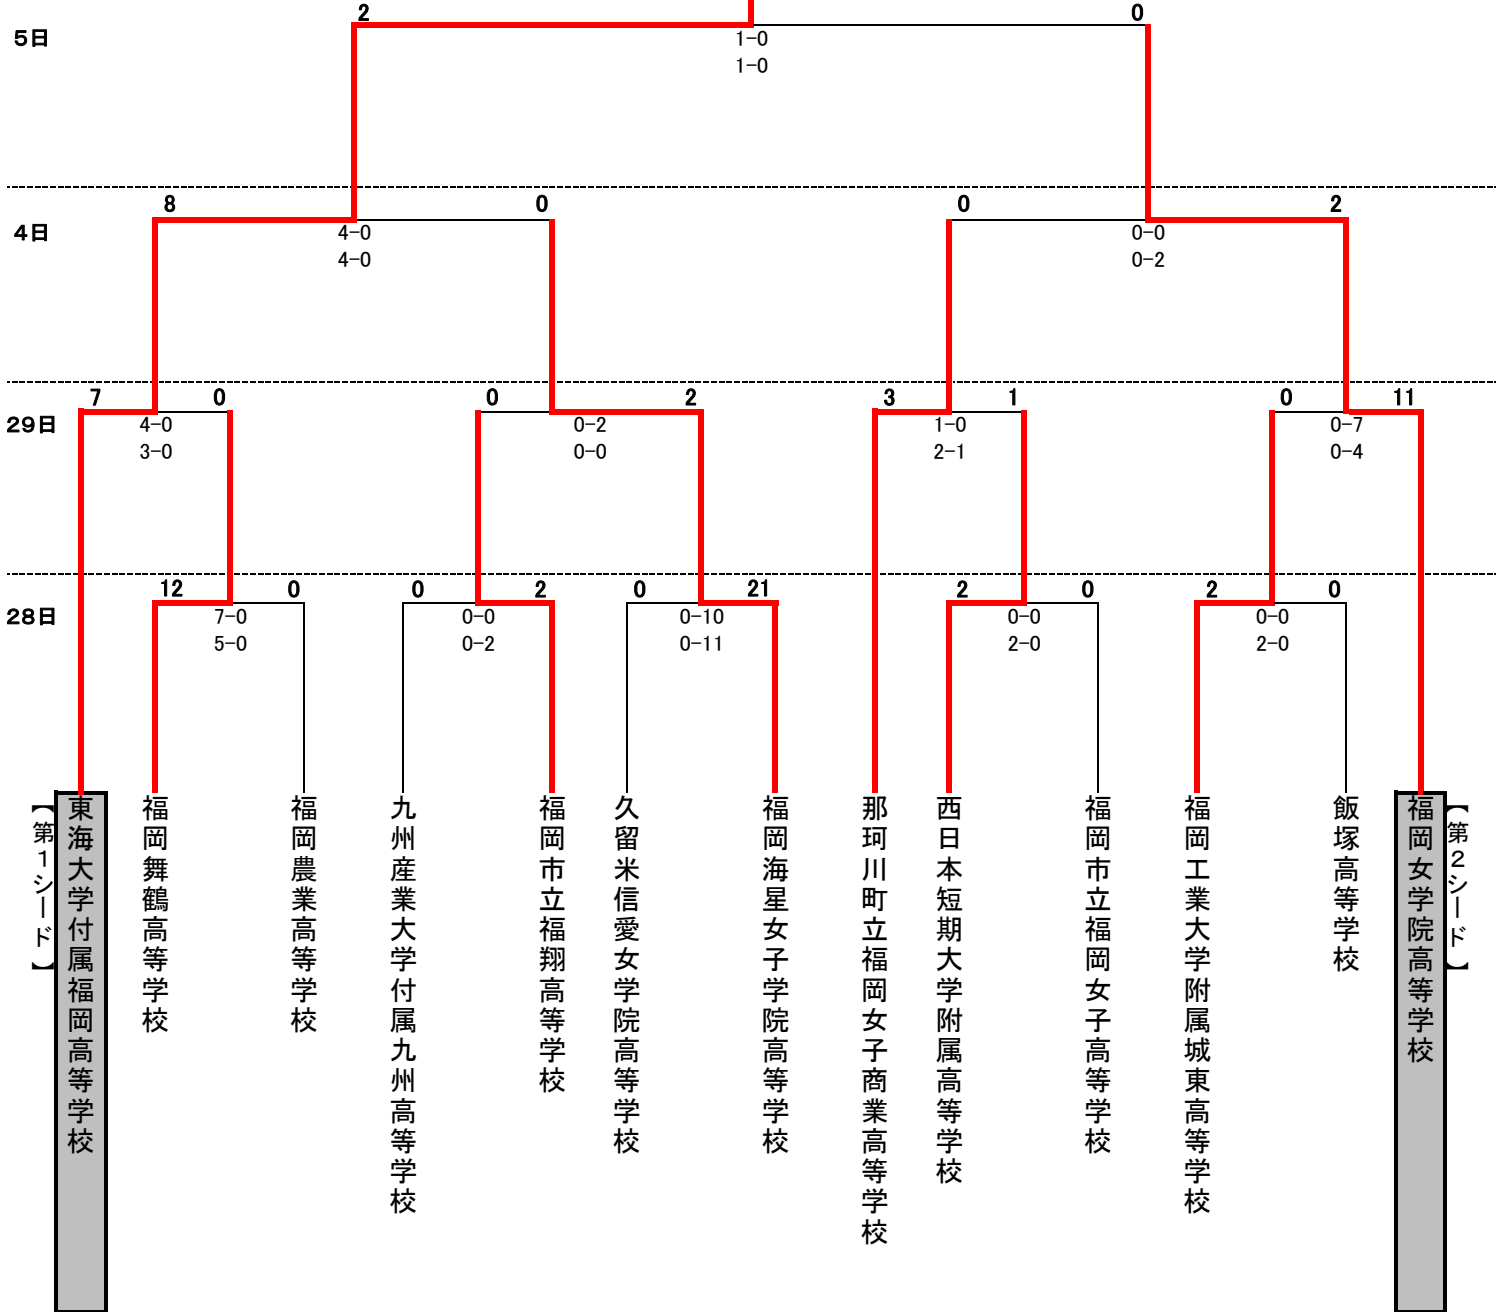 2 0
5日
1-0
1-0
8 0 0 2
4日
4-0 0-0
4-0 0-2
7 0 0 2 3 1 0 11
29日
4-0 0-2 1-0 0-7
3-0 0-0 2-1 0-4
12 0 0 2 0 21 2 0 2 0
28日
7-0 0-0 0-10 0-0 0-0
5-0 0-2 0-11 2-0 2-0
【第1シード】
東海大学付属福岡高等学校
福岡舞鶴高等学校
福岡農業高等学校
九州産業大学付属九州高等学校
福岡市立福翔高等学校
久留米信愛女学院高等学校
福岡海星女子学院高等学校
那珂川町立福岡女子商業高等学校
西日本短期大学附属高等学校
福岡市立福岡女子高等学校
福岡工業大学附属城東高等学校
飯塚高等学校
福岡女学院高等学校
【第2シード】